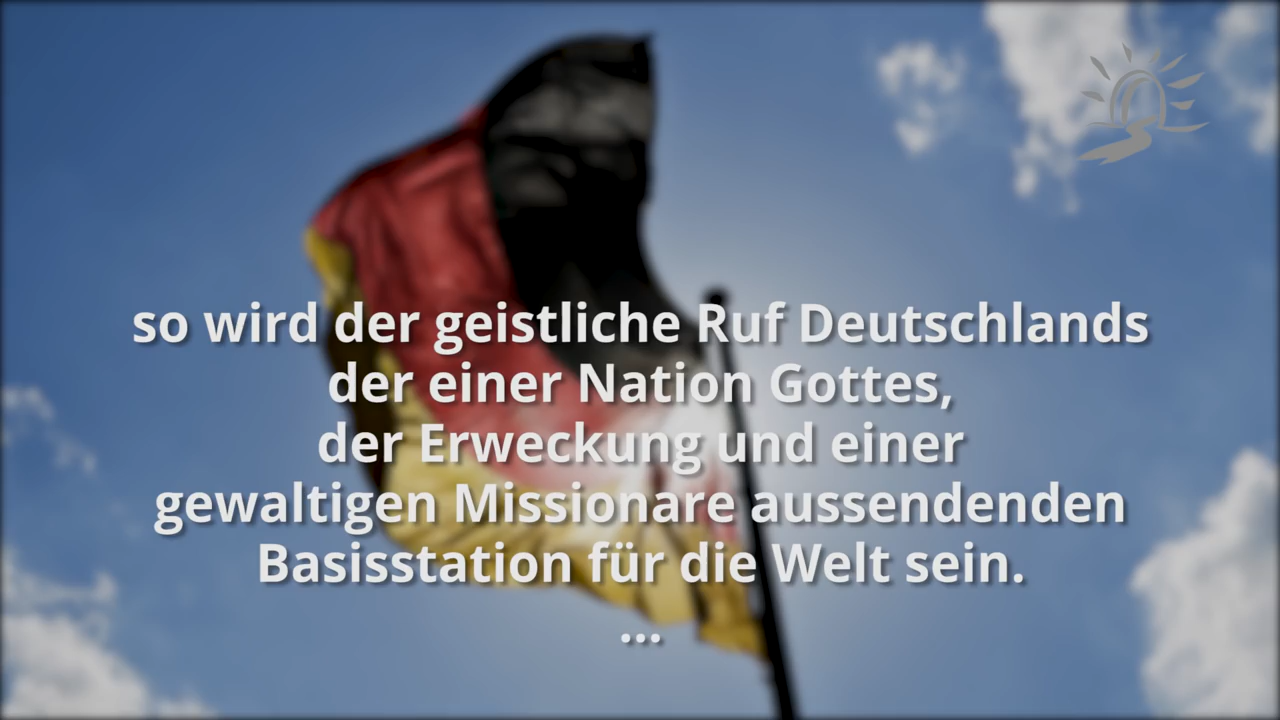 so wird der geistliche Ruf Deutschlands
der einer Nation Gottes,
der Erweckung und einer
gewaltigen Missionare aussendenden
Basisstation für die Welt sein.
...